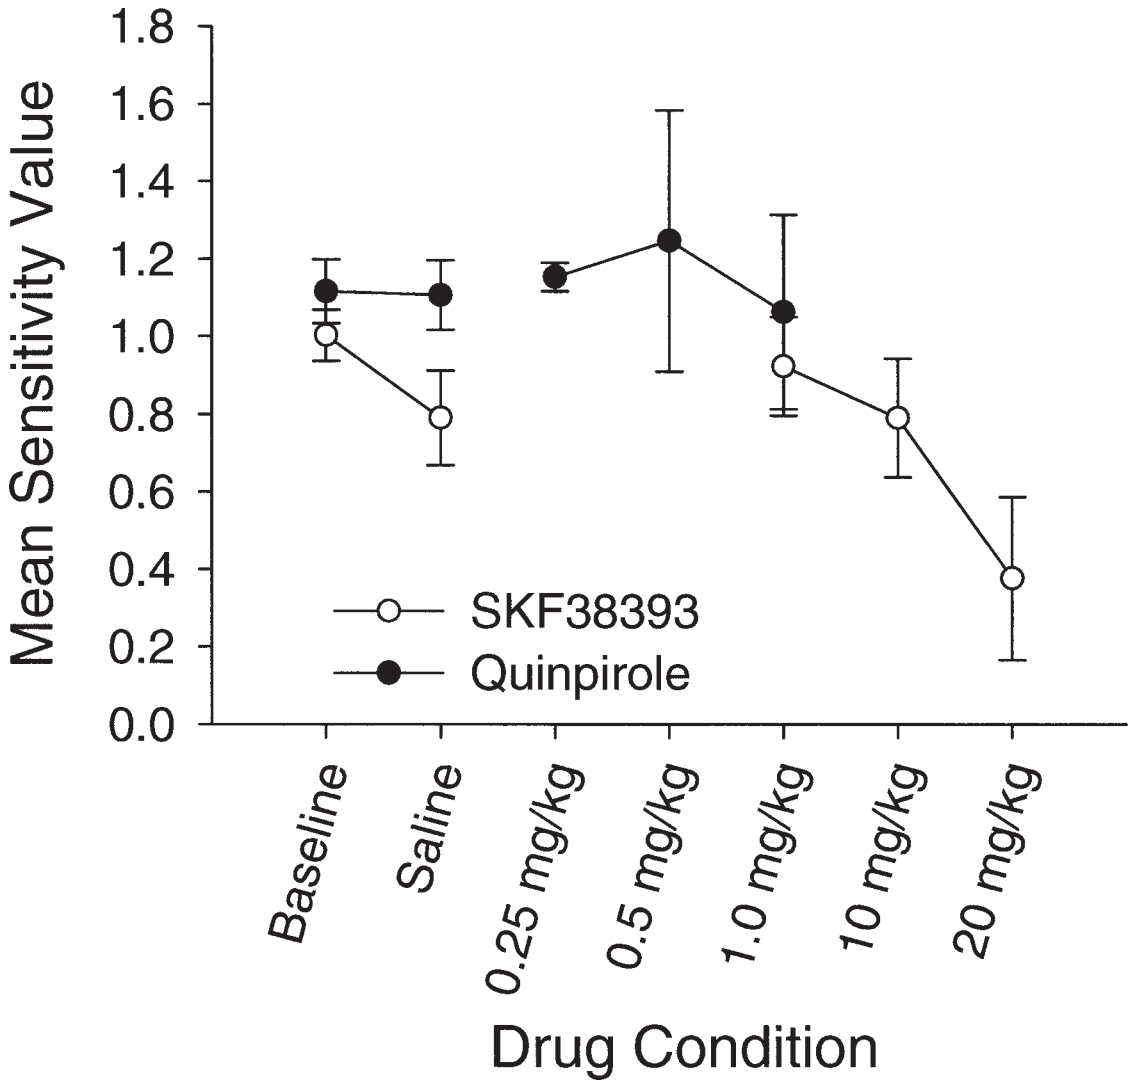 Mean Sensitivity Value
1.8
1.6
1.4
1.2
1.0
0.8
0.6
0.4
0.2
0.0
SKF38393
Quinpirole
Baseline
Saline
0.25 mg/kg
0.5 mg/kg
1.0 mg/kg
10 mg/kg
20 mg/kg
Drug Condition